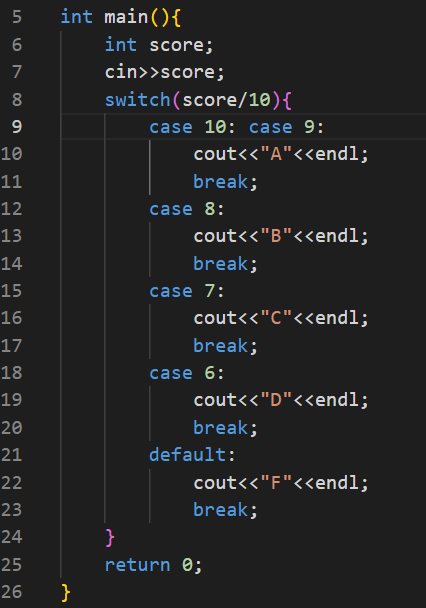 5 int main(){
6 int score;
7 cin>>score;
8 switch(score/10){
9 case 10: case 9:
10 cout<<"A"<<endl;
11 break;
12 case 8:
13 cout<<"B"<<endl;
14 break;
15 case 7:
16 cout<<"C"<<endl;
17 break;
18 case 6:
19 cout<<"D"<<endl;
20 break;
21 default:
22 cout<<"F"<<endl;
23 break;
24 }
25 return 0;
26 }